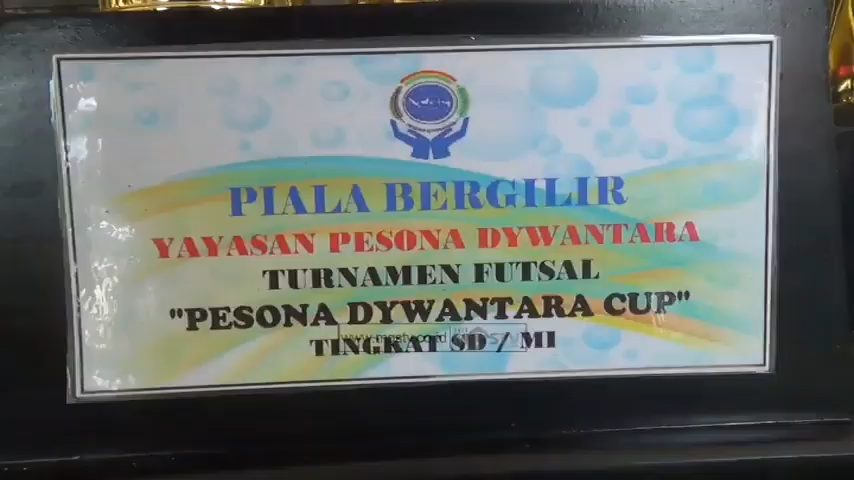 PIALA BERGILIR
YAYASAN PESONA DYWANTARA
TURNAMEN FUTSAL
"PESONA DYWANTARA CUP"
TINGKAT SD / MI